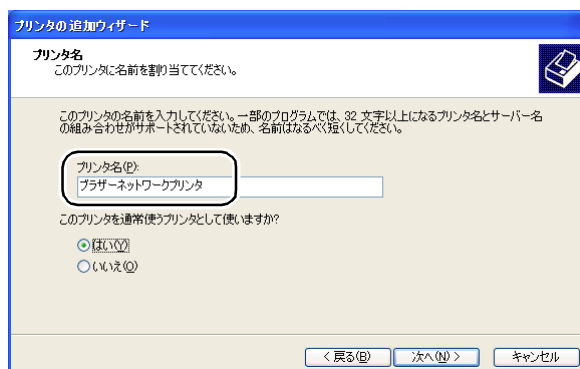 プリンタの追加ウィザード
プリンタ名
このプリンタに名前を割り当ててください。
このプリンタの名前を入力してください。一部のプログラムでは、32 文字以上になるプリンタ名とサーバー名
の組み合わせがサポートされていないため、名前はなるべく短くしてください。
プリンタ名(P):
ブラザーネットワークプリンタ
このプリンタを通常使うプリンタとして使いますか?
はい(Y)
いいえ(O)
< 戻る(B)
次へ(N) >
キャンセル